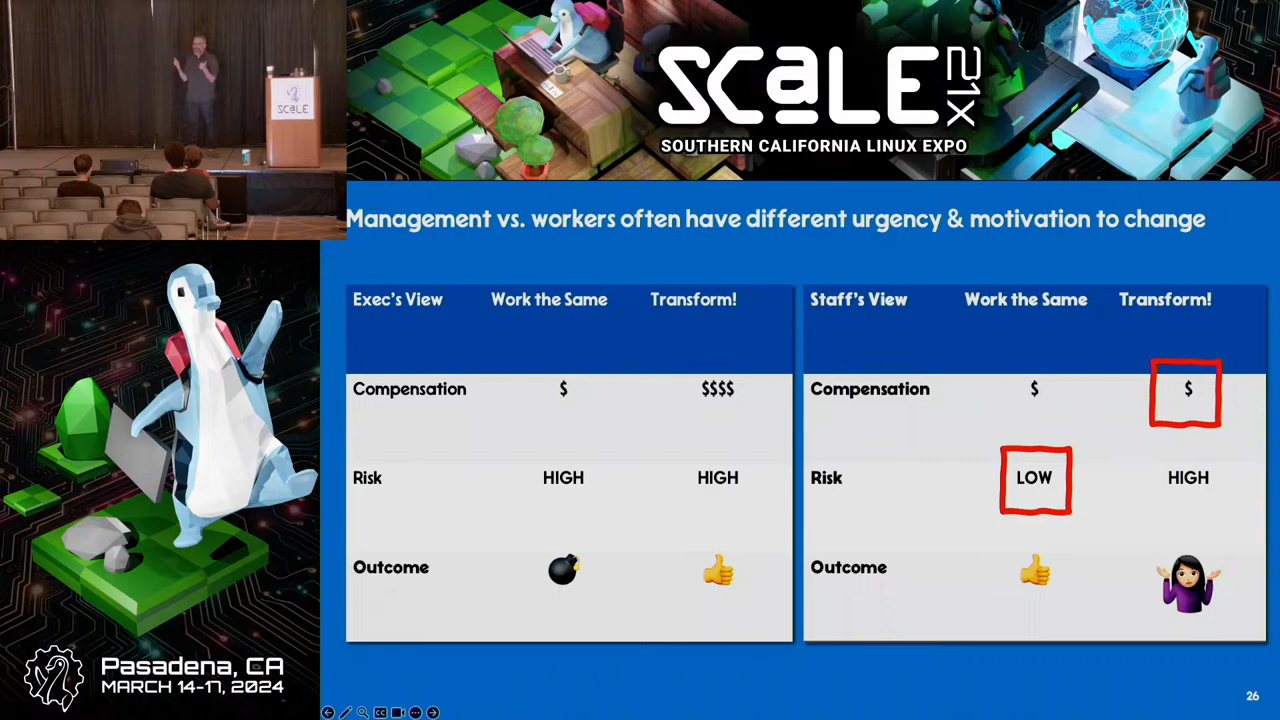 SCALE
SCALE 21X
SOUTHERN CALIFORNIA LINUX EXPO
Management vs. workers often have different urgency & motivation to change
Exec's View Work the Same Transform!
Compensation $ $$$$
Risk HIGH HIGH
Outcome
Staff's View Work the Same Transform!
Compensation $ $
Risk LOW HIGH
Outcome
Pasadena, CA
MARCH 14-17, 2024
CC
26